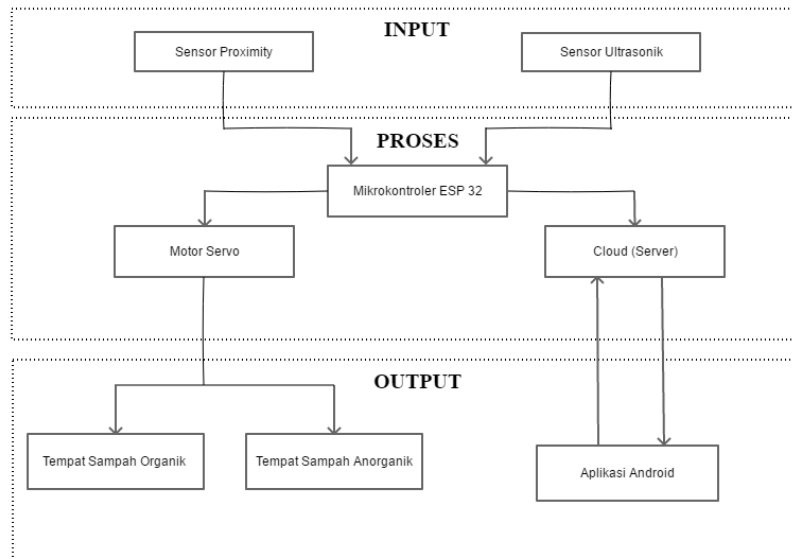 INPUT
Sensor Proximity
Sensor Ultrasonik
PROSES
Mikrokontroler ESP 32
Motor Servo
Cloud (Server)
OUTPUT
Tempat Sampah Organik
Tempat Sampah Anorganik
Aplikasi Android